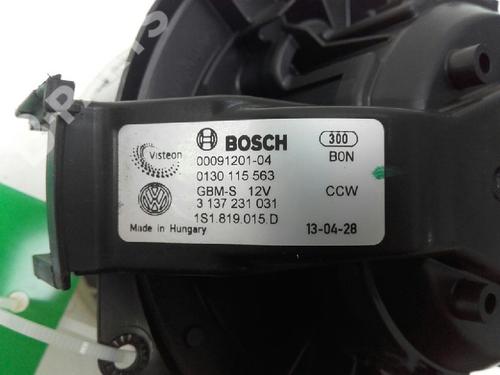 Visteon
BOSCH
300
00091201-04
BON
0130 115 563
GBM-S 12V
CCW
3 137 231 031
1S1.819.015.D
Made in Hungary
13-04-28